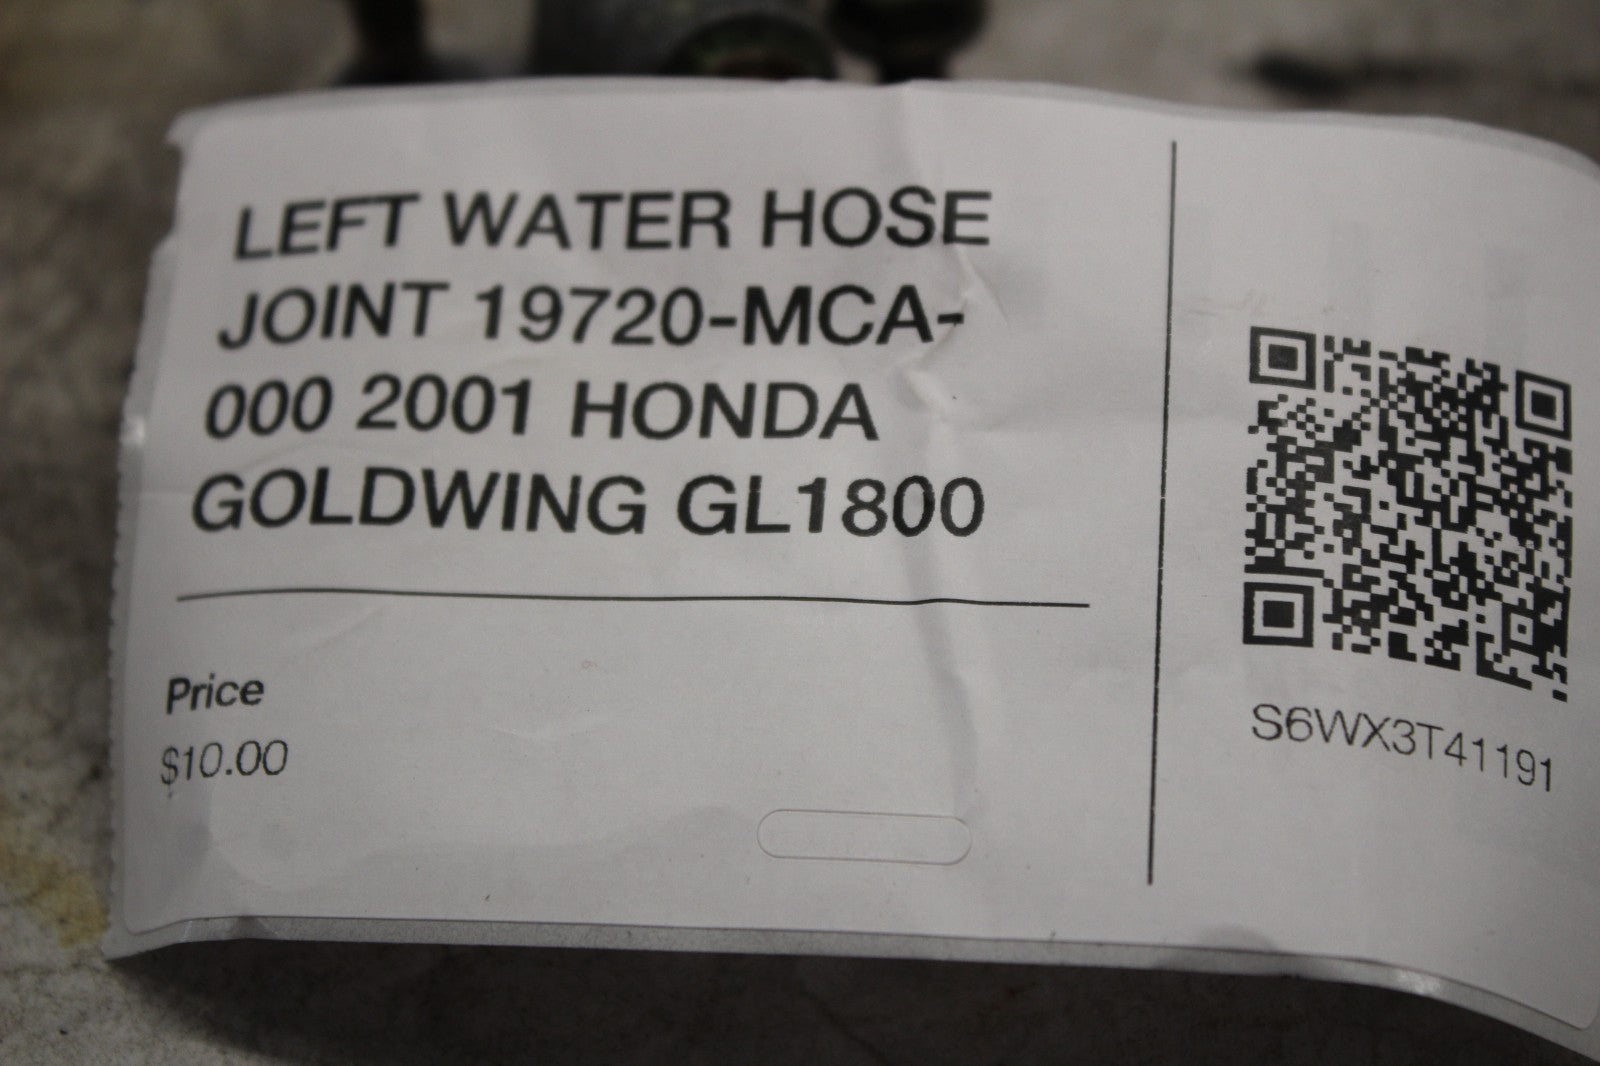 LEFT WATER HOSE
JOINT 19720-MCA-
000 2001 HONDA
GOLDWING GL1800
Price
$10.00
S6WX3T41191